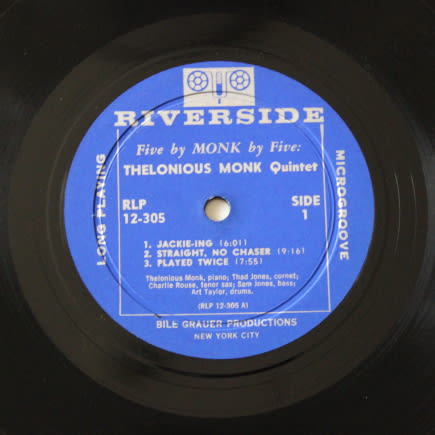 RIVERSIDE
Five by MONK by Five:
THELONIOUS MONK Quintet
LONG PLAYING
MICROGROOVE
RLP
12-305
SIDE
1
1. JACKIE-ING (6:01)
2. STRAIGHT, NO CHASER (9:16)
3. PLAYED TWICE (7:55)
Thelonious Monk, piano; Thad Jones, cornet;
Charlie Rouse, tenor sax; Sam Jones, bass;
Art Taylor, drums.
(RLP 12-305 A)
BILL GRAUER PRODUCTIONS
NEW YORK CITY